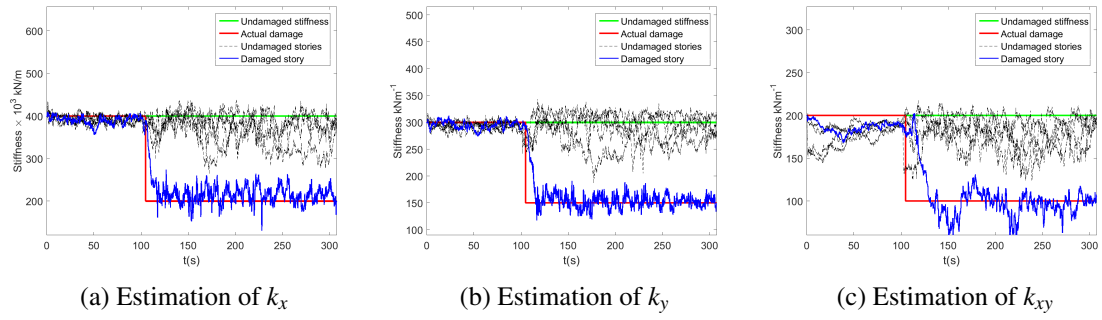 600
500
400
300
200
0
50
100
150
200
250
300
Stiffness × 10³ kN/m
t(s)
Undamaged stiffness
Actual damage
Undamaged stories
Damaged story
500
450
400
350
300
250
200
150
100
0
50
100
150
200
250
300
Stiffness kNm⁻¹
t(s)
Undamaged stiffness
Actual damage
Undamaged stories
Damaged story
300
250
200
150
100
0
50
100
150
200
250
300
Stiffness kNm⁻¹
t(s)
Undamaged stiffness
Actual damage
Undamaged stories
Damaged story
(a) Estimation of kₓ
(b) Estimation of k_y
(c) Estimation of k_xy